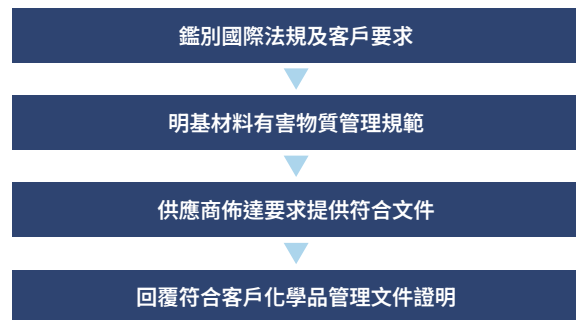 鑑別國際法規及客戶要求
明基材料有害物質管理規範
供應商佈達要求提供符合文件
回覆符合客戶化學品管理文件證明